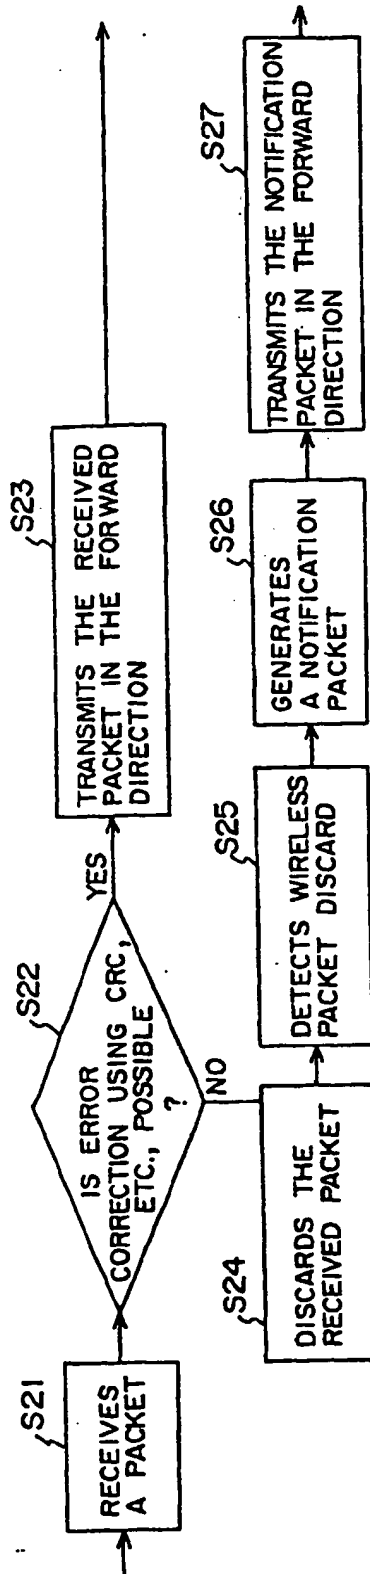 S21
RECEIVES
A PACKET
S22
IS ERROR
CORRECTION USING CRC,
ETC., POSSIBLE
?
YES
S23
TRANSMITS THE RECEIVED
PACKET IN THE FORWARD
DIRECTION
NO
S24
DISCARDS THE
RECEIVED PACKET
S25
DETECTS WIRELESS
PACKET DISCARD
S26
GENERATES
A NOTIFICATION
PACKET
S27
TRANSMITS THE NOTIFICATION
PACKET IN THE FORWARD
DIRECTION